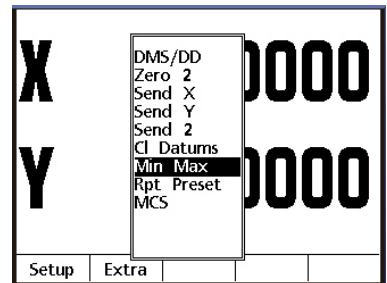 X 0000
DMS/DD
Zero 2
Send X
Send Y
Send 2
Cl Datums
Min Max
Rpt Preset
MCS
Y 0000
Setup Extra